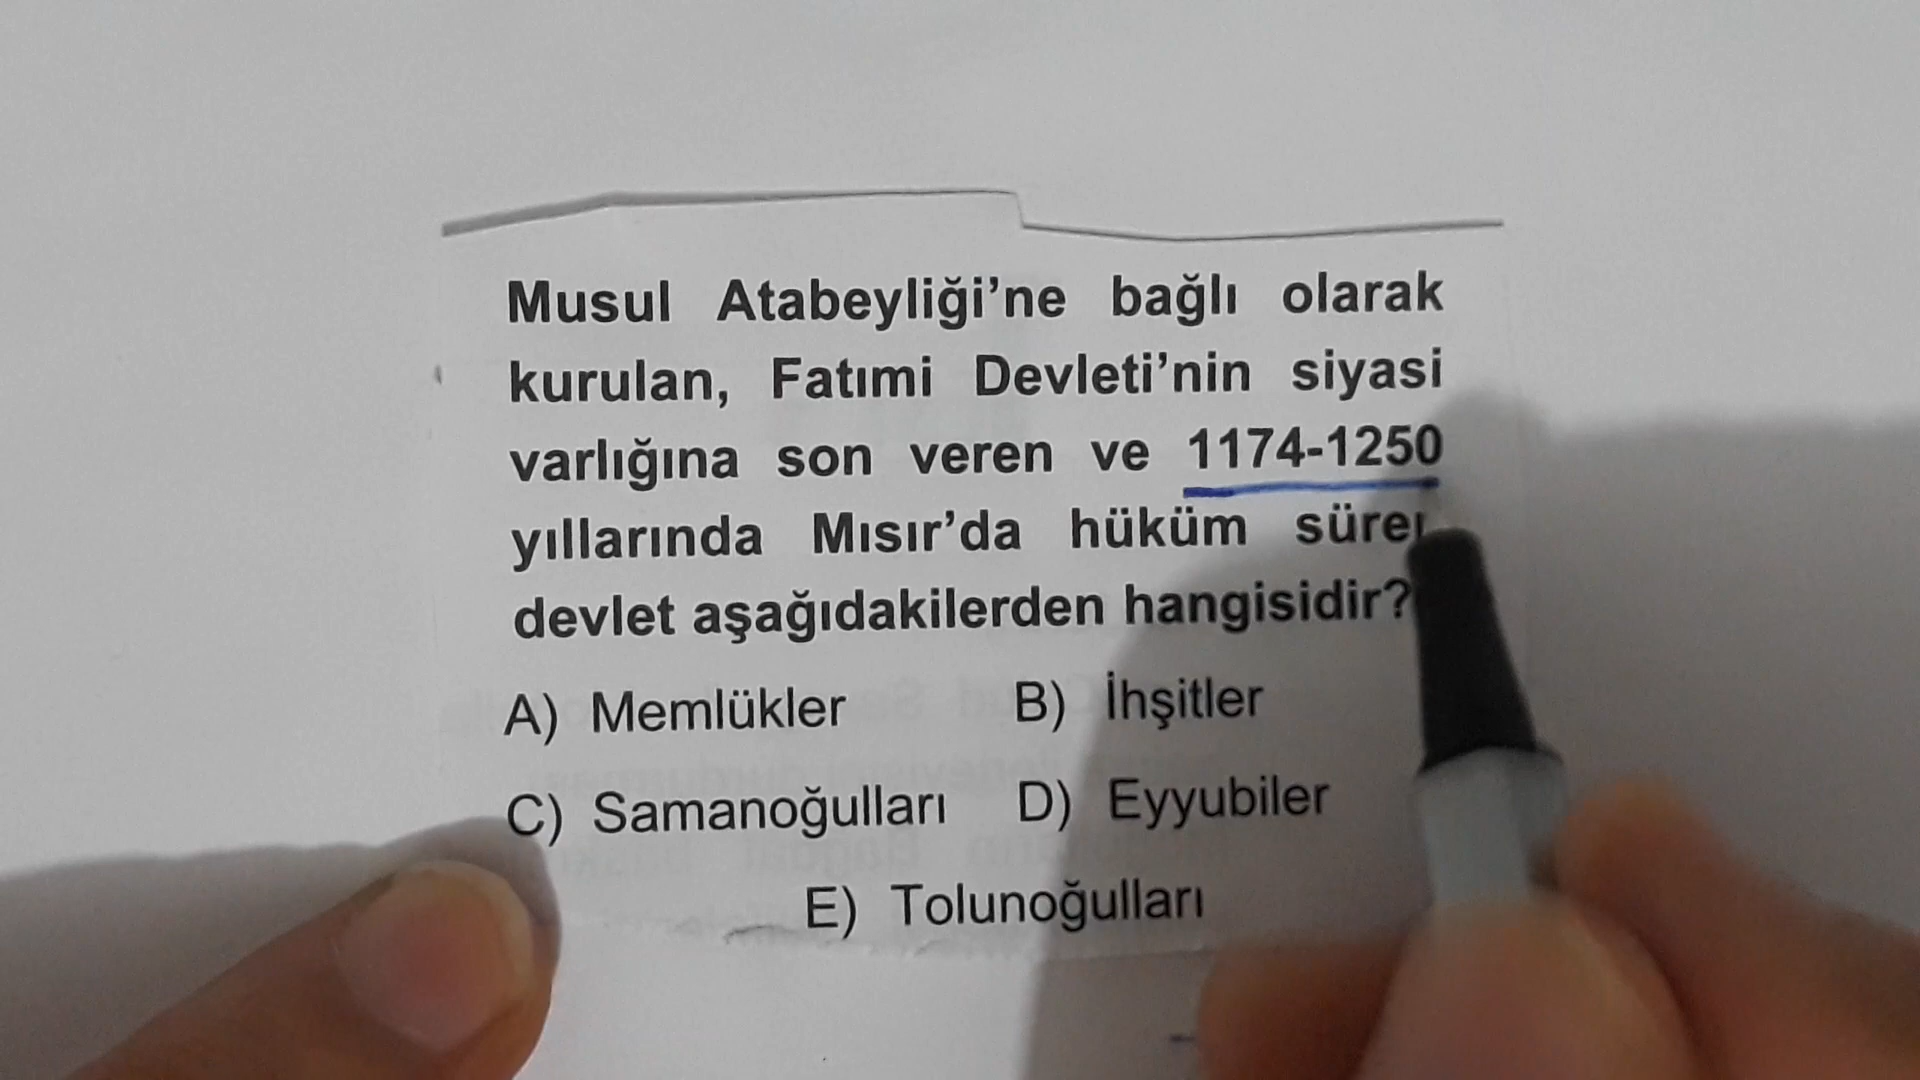 Musul Atabeyliği’ne bağlı olarak
kurulan, Fatımi Devleti’nin siyasi
varlığına son veren ve 1174-1250
yıllarında Mısır’da hüküm süren
devlet aşağıdakilerden hangisidir?
A) Memlükler B) İhşitler
C) Samanoğulları D) Eyyubiler
E) Tolunoğulları